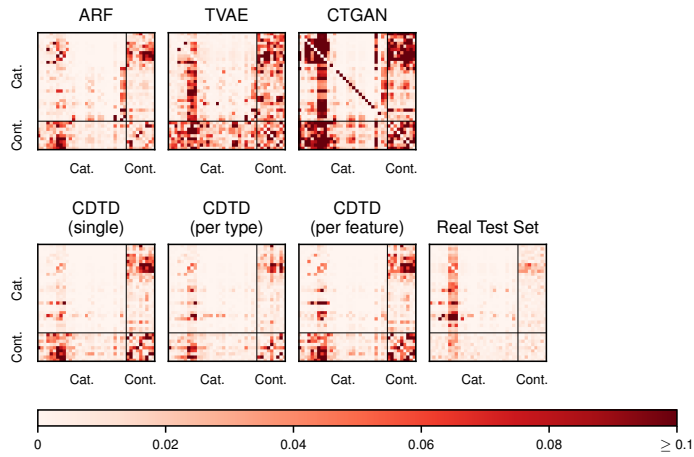 ARF TVAE CTGAN
Cat.
Cont.
Cat. Cont. Cat. Cont. Cat. Cont.
CDTD CDTD CDTD
(single) (per type) (per feature) Real Test Set
Cat.
Cont.
Cat. Cont. Cat. Cont. Cat. Cont. Cat. Cont.
0 0.02 0.04 0.06 0.08 ≥ 0.1